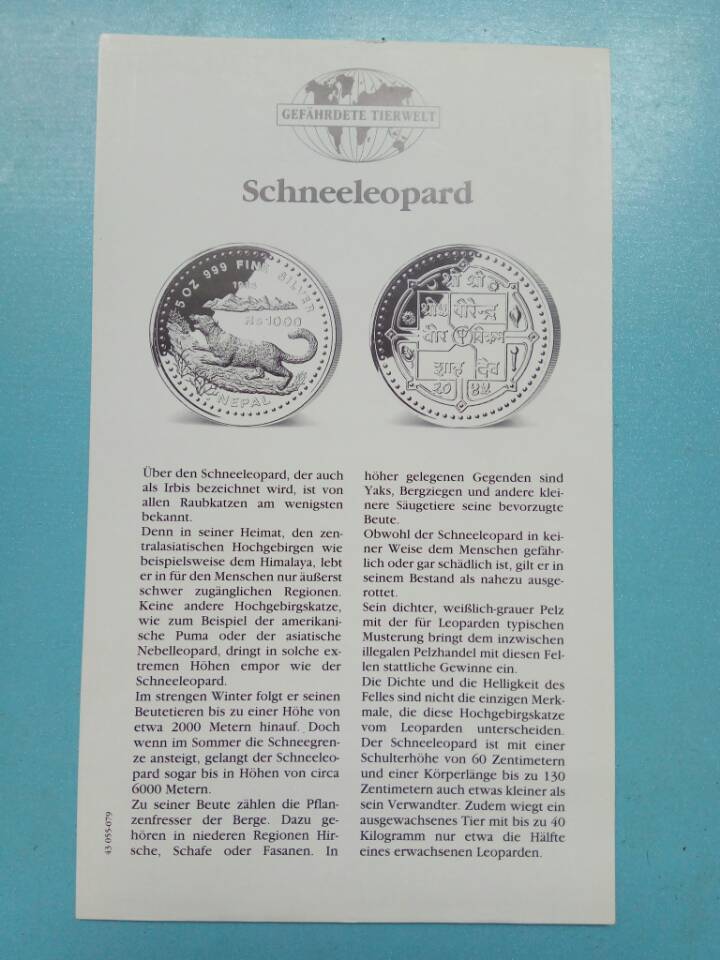 GEFÄHRDETE TIERWELT
Schneeleopard
5 OZ 999 FINE SILVER
Rs 1000
NEPAL
श्री श्री
वीरेन्द्र
वीर विक्रम
शाह देव
२०४५
Über den Schneeleopard, der auch
als Irbis bezeichnet wird, ist von
allen Raubkatzen am wenigsten
bekannt.
Denn in seiner Heimat, den zen-
tralasiatischen Hochgebirgen wie
beispielsweise dem Himalaya, lebt
er in für den Menschen nur äußerst
schwer zugänglichen Regionen.
Keine andere Hochgebirgskatze,
wie zum Beispiel der amerikani-
sche Puma oder der asiatische
Nebelleopard, dringt in solche ex-
tremen Höhen empor wie der
Schneeleopard.
Im strengen Winter folgt er seinen
Beutetieren bis zu einer Höhe von
etwa 2000 Metern hinauf. Doch
wenn im Sommer die Schneegren-
ze ansteigt, gelangt der Schneeleo-
pard sogar bis in Höhen von circa
6000 Metern.
Zu seiner Beute zählen die Pflan-
zenfresser der Berge. Dazu ge-
hören in niederen Regionen Hir-
sche, Schafe oder Fasanen. In
höher gelegenen Gegenden sind
Yaks, Bergziegen und andere klei-
nere Säugetiere seine bevorzugte
Beute.
Obwohl der Schneeleopard in kei-
ner Weise dem Menschen gefähr-
lich oder gar schädlich ist, gilt er in
seinem Bestand als nahezu ausge-
rottet.
Sein dichter, weißlich-grauer Pelz
mit der für Leoparden typischen
Musterung bringt dem inzwischen
illegalen Pelzhandel mit diesen Fel-
len stattliche Gewinne ein.
Die Dichte und die Helligkeit des
Felles sind nicht die einzigen Merk-
male, die diese Hochgebirgskatze
vom Leoparden unterscheiden.
Der Schneeleopard ist mit einer
Schulterhöhe von 60 Zentimetern
und einer Körperlänge bis zu 130
Zentimetern auch etwas kleiner als
sein Verwandter. Zudem wiegt ein
ausgewachsenes Tier mit bis zu 40
Kilogramm nur etwa die Hälfte
eines erwachsenen Leoparden.
43 055-079